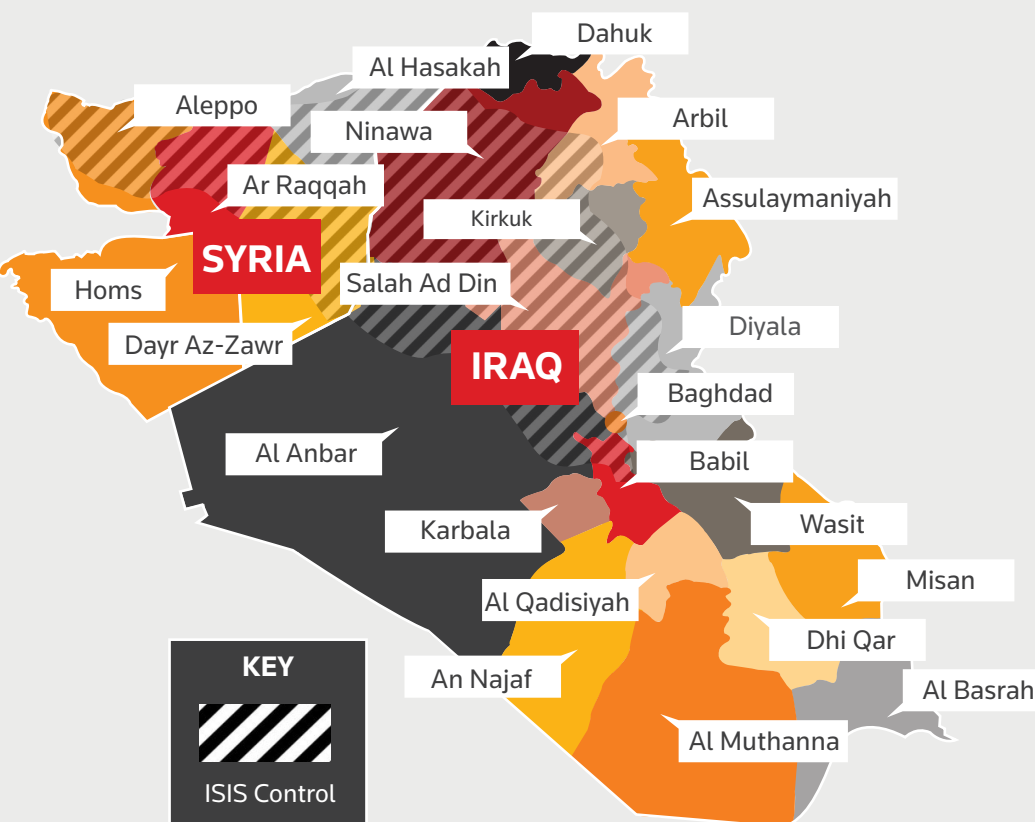 Dahuk
Al Hasakah
Aleppo
Ninawa
Arbil
Ar Raqqah
Assulaymaniyah
Kirkuk
SYRIA
Salah Ad Din
Homs
Diyala
Dayr Az-Zawr
IRAQ
Baghdad
Al Anbar
Babil
Karbala
Wasit
Misan
Al Qadisiyah
Dhi Qar
An Najaf
Al Basrah
Al Muthanna
KEY
ISIS Control